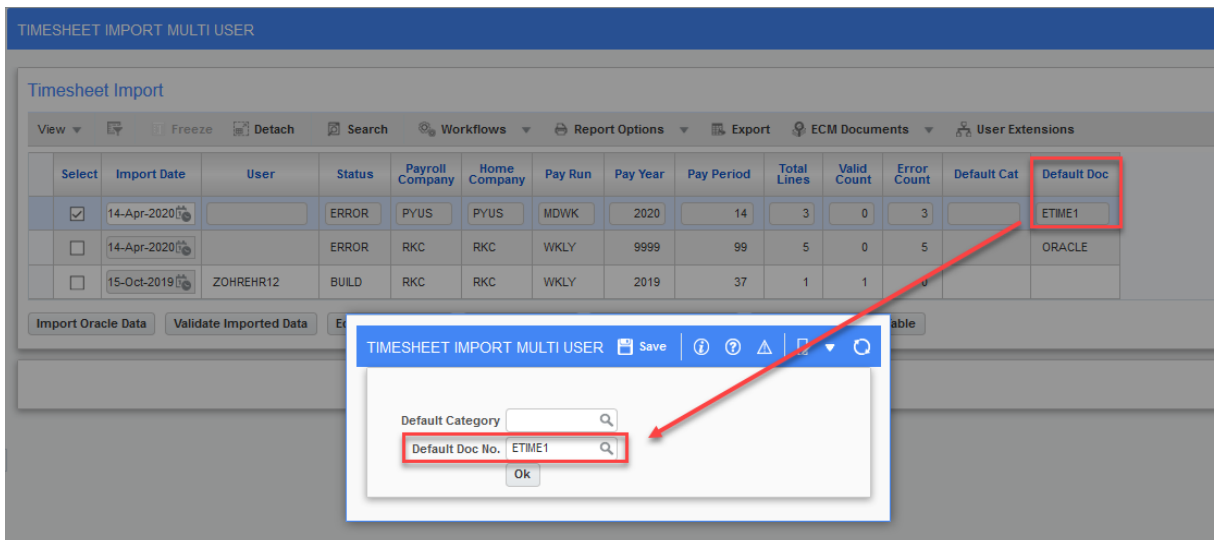 TIMESHEET IMPORT MULTI USER
Timesheet Import
View Freeze Detach Search Workflows Report Options Export ECM Documents User Extensions
Select Import Date User Status Payroll Company Home Company Pay Run Pay Year Pay Period Total Lines Valid Count Error Count Default Cat Default Doc
14-Apr-2020 ERROR PYUS PYUS MDWK 2020 14 3 0 3 ETIME1
14-Apr-2020 ERROR RKC RKC WKLY 9999 99 5 0 5 ORACLE
15-Oct-2019 ZOHREHR12 BUILD RKC RKC WKLY 2019 37 1 1 0
Import Oracle Data Validate Imported Data
TIMESHEET IMPORT MULTI USER Save
Default Category
Default Doc No. ETIME1
Ok